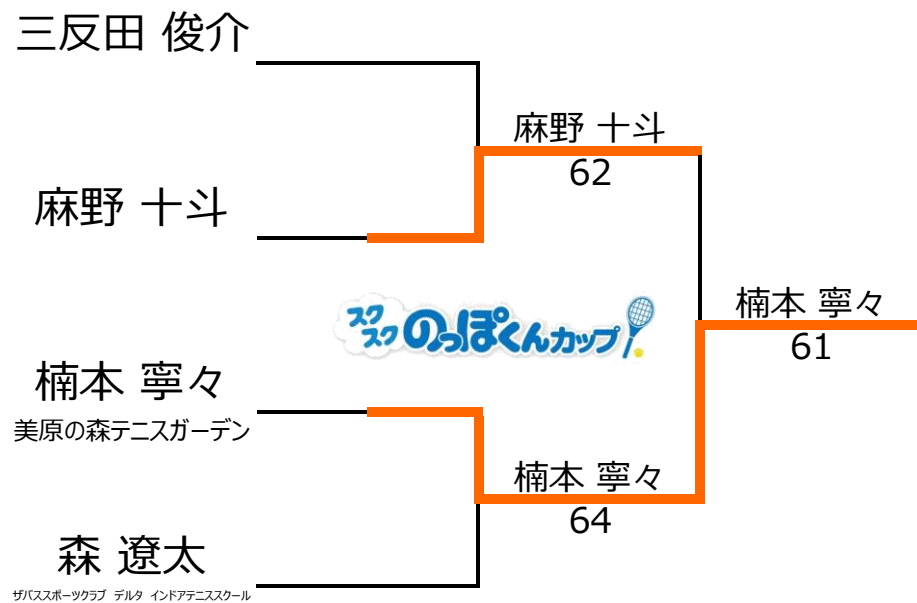 三反田 俊介
麻野 十斗
麻野 十斗
62
スクスク のっぽくんカップ
楠本 寧々
61
楠本 寧々
美原の森テニスガーデン
楠本 寧々
64
森 遼太
ザバススポーツクラブ デルタ インドアテニススクール